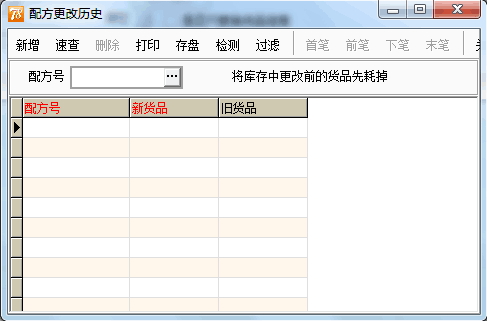 配方更改历史
新增 速查 删除 打印 存盘 检测 过滤 首笔 前笔 下笔 末笔
配方号 ... 将库存中更改前的货品先耗掉
配方号 新货品 旧货品